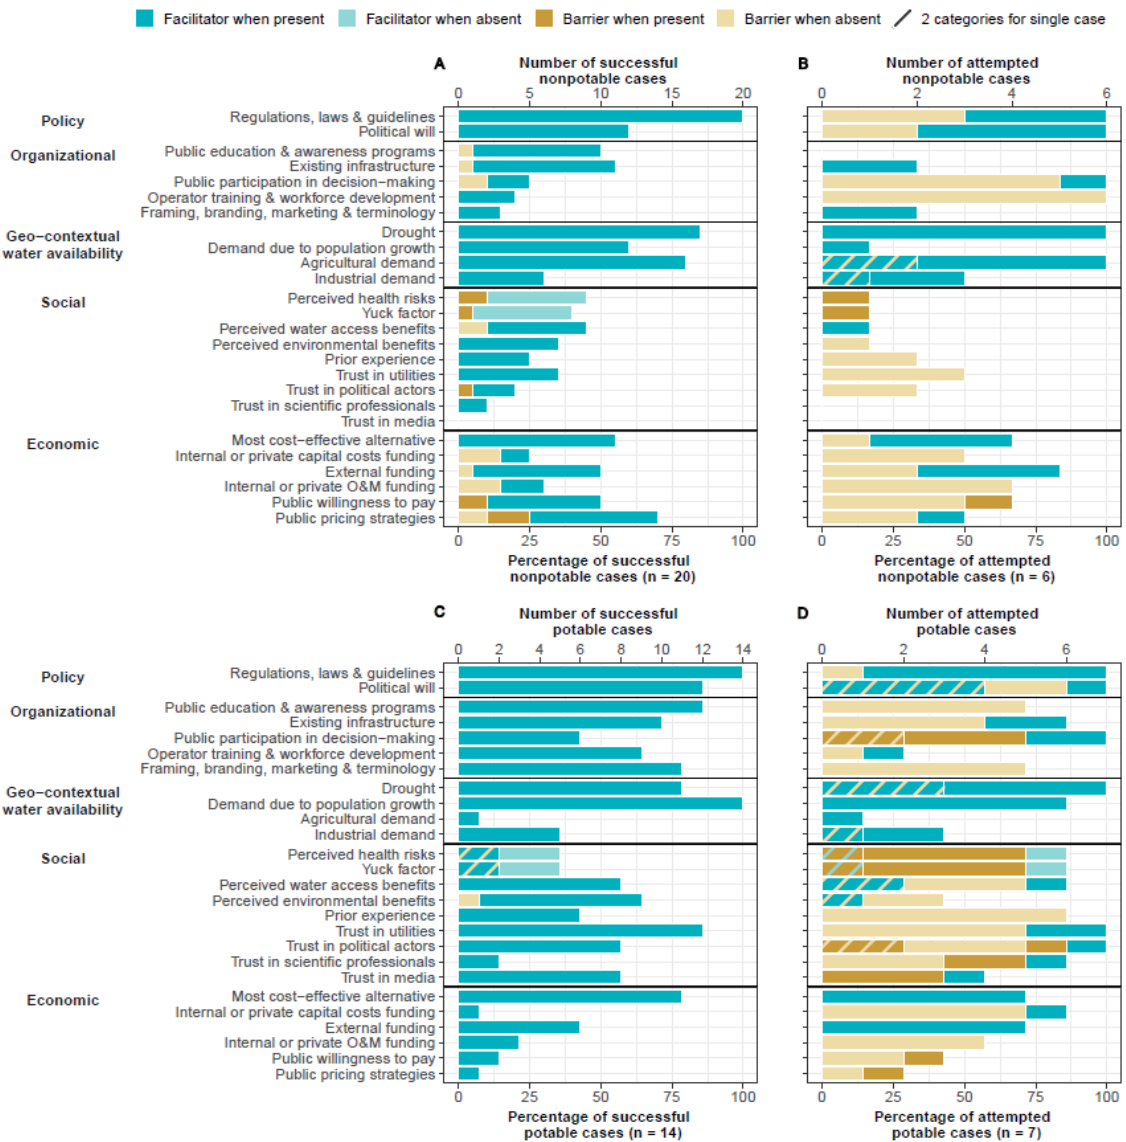 Facilitator when present Facilitator when absent Barrier when present Barrier when absent 2 categories for single case
A Number of successful
nonpotable cases
0 5 10 15 20
B Number of attempted
nonpotable cases
0 2 4 6
Policy
Regulations, laws & guidelines
Political will
Organizational
Public education & awareness programs
Existing infrastructure
Public participation in decision−making
Operator training & workforce development
Framing, branding, marketing & terminology
Geo−contextual
water availability
Drought
Demand due to population growth
Agricultural demand
Industrial demand
Social
Perceived health risks
Yuck factor
Perceived water access benefits
Perceived environmental benefits
Prior experience
Trust in utilities
Trust in political actors
Trust in scientific professionals
Trust in media
Economic
Most cost−effective alternative
Internal or private capital costs funding
External funding
Internal or private O&M funding
Public willingness to pay
Public pricing strategies
0 25 50 75 100
Percentage of successful
nonpotable cases (n = 20)
0 25 50 75 100
Percentage of attempted
nonpotable cases (n = 6)
C Number of successful
potable cases
0 2 4 6 8 10 12 14
D Number of attempted
potable cases
0 2 4 6
Policy
Regulations, laws & guidelines
Political will
Organizational
Public education & awareness programs
Existing infrastructure
Public participation in decision−making
Operator training & workforce development
Framing, branding, marketing & terminology
Geo−contextual
water availability
Drought
Demand due to population growth
Agricultural demand
Industrial demand
Social
Perceived health risks
Yuck factor
Perceived water access benefits
Perceived environmental benefits
Prior experience
Trust in utilities
Trust in political actors
Trust in scientific professionals
Trust in media
Economic
Most cost−effective alternative
Internal or private capital costs funding
External funding
Internal or private O&M funding
Public willingness to pay
Public pricing strategies
0 25 50 75 100
Percentage of successful
potable cases (n = 14)
0 25 50 75 100
Percentage of attempted
potable cases (n = 7)